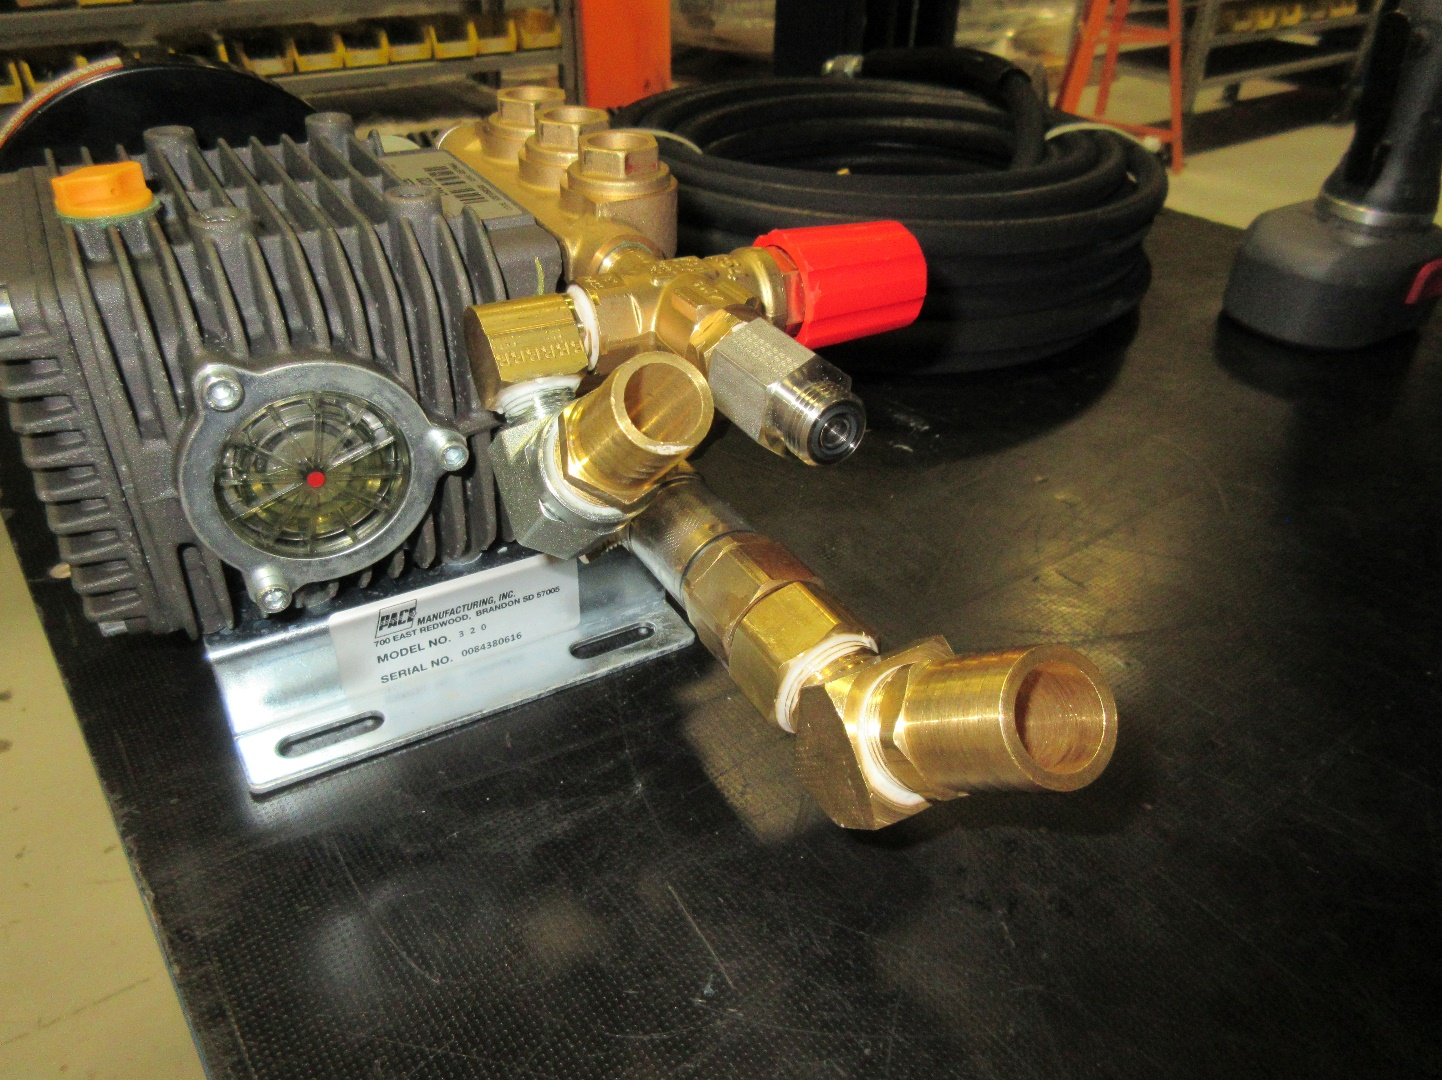 PACE MANUFACTURING, INC.
700 EAST REDWOOD, BRANDON SD 57005
MODEL NO. 3 2 0
SERIAL NO. 0084380616